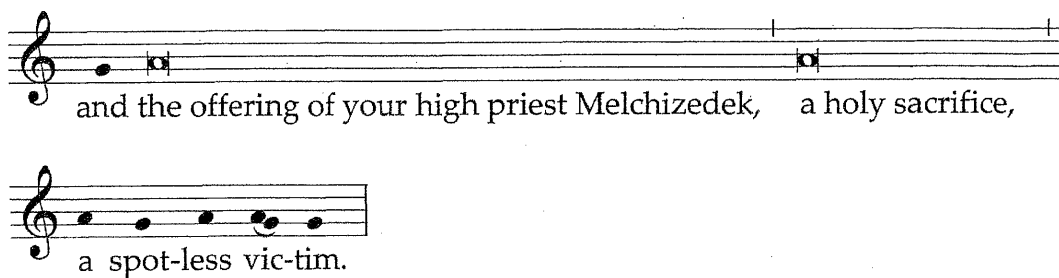 and the offering of your high priest Melchizedek, a holy sacrifice,
a spot-less vic-tim.